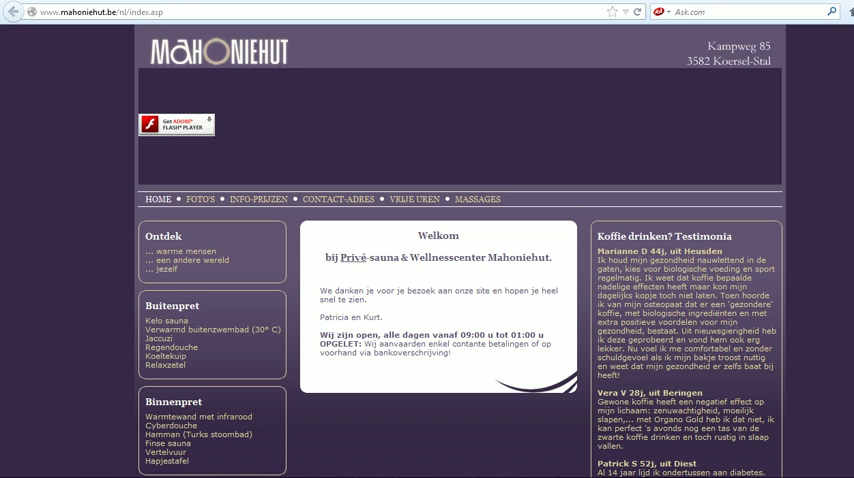 www.mahoniehut.be/nl/index.asp
Ask.com
MAHONIEHUT
Kampweg 85
3582 Koersel-Stal
Get ADOBE®
FLASH® PLAYER
HOME • FOTO'S • INFO-PRIJZEN • CONTACT-ADRES • VRIJE UREN • MASSAGES
Ontdek
... warme mensen
... een andere wereld
... jezelf
Buitenpret
Kelo sauna
Verwarmd buitenzwembad (30° C)
Jaccuzi
Regendouche
Koeltekuip
Relaxzetel
Binnenpret
Warmtewand met infrarood
Cyberdouche
Hamman (Turks stoombad)
Finse sauna
Vertelvuur
Hapjestafel
Welkom
bij Privé-sauna & Wellnesscenter Mahoniehut.
We danken je voor je bezoek aan onze site en hopen je heel
snel te zien.
Patricia en Kurt.
Wij zijn open, alle dagen vanaf 09:00 u tot 01:00 u
OPGELET: Wij aanvaarden enkel contante betalingen of op
voorhand via bankoverschrijving!
Koffie drinken? Testimonia
Marianne D 44j, uit Heusden
Ik houd mijn gezondheid nauwlettend in de
gaten, kies voor biologische voeding en sport
regelmatig. Ik weet dat koffie bepaalde
nadelige effecten heeft maar kon mijn
dagelijks kopje toch niet laten. Toen hoorde
ik van mijn osteopaat dat er een 'gezondere'
koffie, met biologische ingrediënten en met
extra positieve voordelen voor mijn
gezondheid, bestaat. Uit nieuwsgierigheid heb
ik deze geprobeerd en vond hem ook erg
lekker. Nu voel ik me comfortabel en zonder
schuldgevoel als ik mijn bakje troost nuttig
en weet dat mijn gezondheid er zelfs baat bij
heeft!
Vera V 28j, uit Beringen
Gewone koffie heeft een negatief effect op
mijn lichaam: zenuwachtigheid, moeilijk
slapen,... met Organo Gold heb ik dat niet, ik
kan perfect 's avonds nog een tas van de
zwarte koffie drinken en toch rustig in slaap
vallen.
Patrick S 52j, uit Diest
Al 14 jaar lijd ik ondertussen aan diabetes.